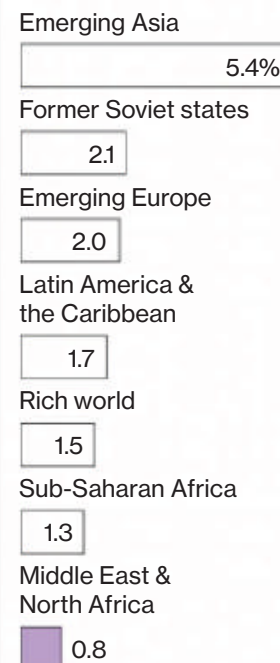 Emerging Asia
5.4%
Former Soviet states
2.1
Emerging Europe
2.0
Latin America &
the Caribbean
1.7
Rich world
1.5
Sub-Saharan Africa
1.3
Middle East &
North Africa
0.8